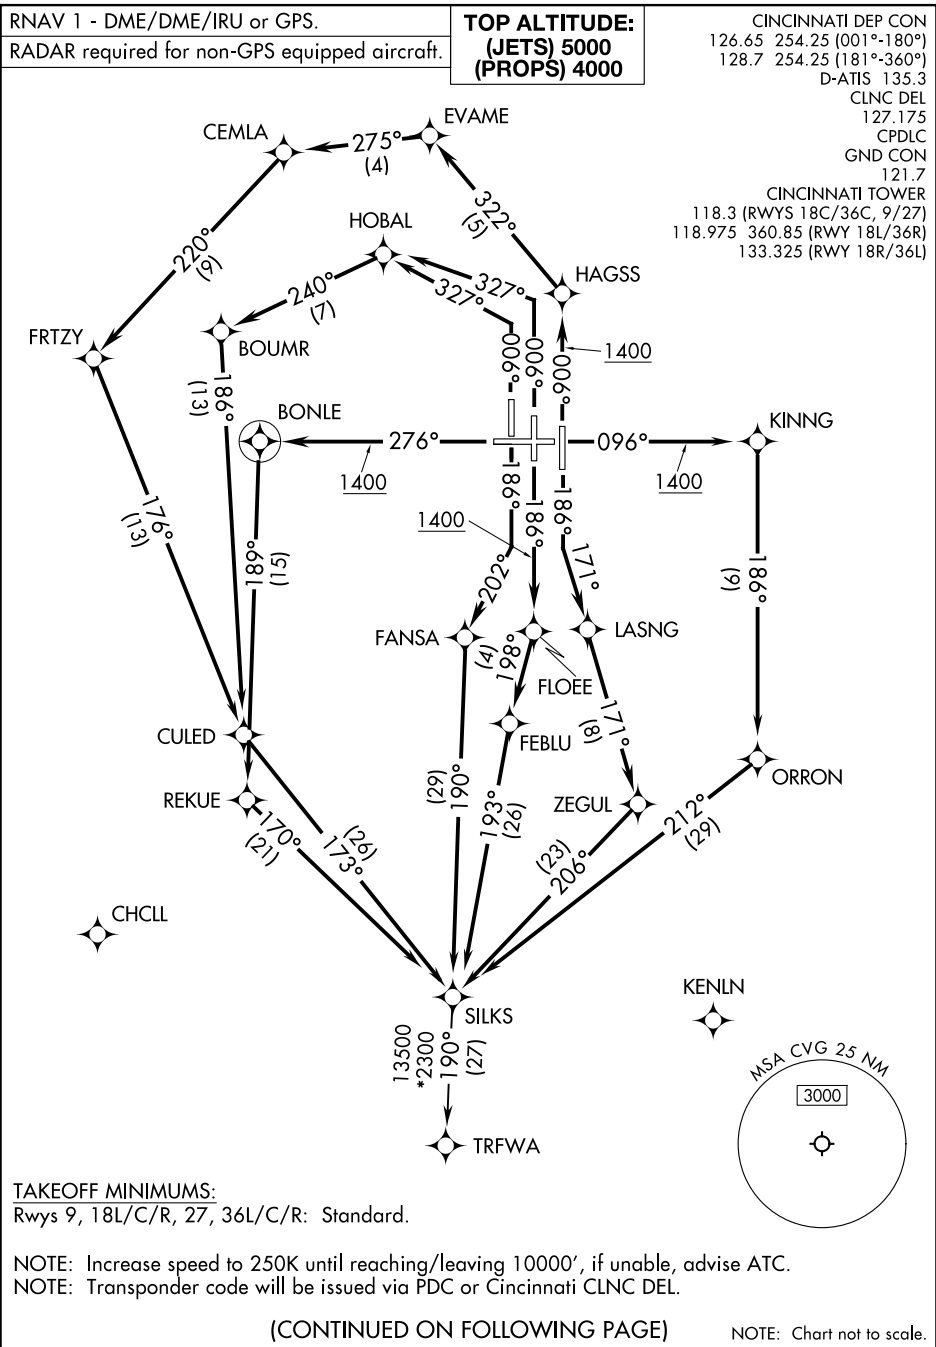 RNAV 1 - DME/DME/IRU or GPS.
RADAR required for non-GPS equipped aircraft.
TOP ALTITUDE:
(JETS) 5000
(PROPS) 4000
CINCINNATI DEP CON
126.65 254.25 (001°-180°)
128.7 254.25 (181°-360°)
D-ATIS 135.3
CLNC DEL
127.175
CPDLC
GND CON
121.7
CINCINNATI TOWER
118.3 (RWYS 18C/36C, 9/27)
118.975 360.85 (RWY 18L/36R)
133.325 (RWY 18R/36L)
EVAME
CEMLA
275°
(4)
322°
(5)
HOBAL
220°
(9)
327°
327°
HAGSS
240°
(7)
FRTZY
BOUMR
006°
006°
006°
1400
186°
(13)
BONLE
KINNG
276°
096°
1400
1400
186°
186°
186°
1400
176°
(13)
189°
(15)
202°
171°
186°
(9)
FANSA
(4)
198°
LASNG
FLOEE
171°
(8)
CULED
FEBLU
ORRON
REKUE
ZEGUL
190°
(29)
193°
(26)
212°
(29)
170°
(21)
(26)
173°
(23)
206°
CHCLL
KENLN
SILKS
13500
*2300
190°
(27)
MSA CVG 25 NM
3000
TRFWA
TAKEOFF MINIMUMS:
Rwys 9, 18L/C/R, 27, 36L/C/R: Standard.
NOTE: Increase speed to 250K until reaching/leaving 10000′, if unable, advise ATC.
NOTE: Transponder code will be issued via PDC or Cincinnati CLNC DEL.
(CONTINUED ON FOLLOWING PAGE)
NOTE: Chart not to scale.